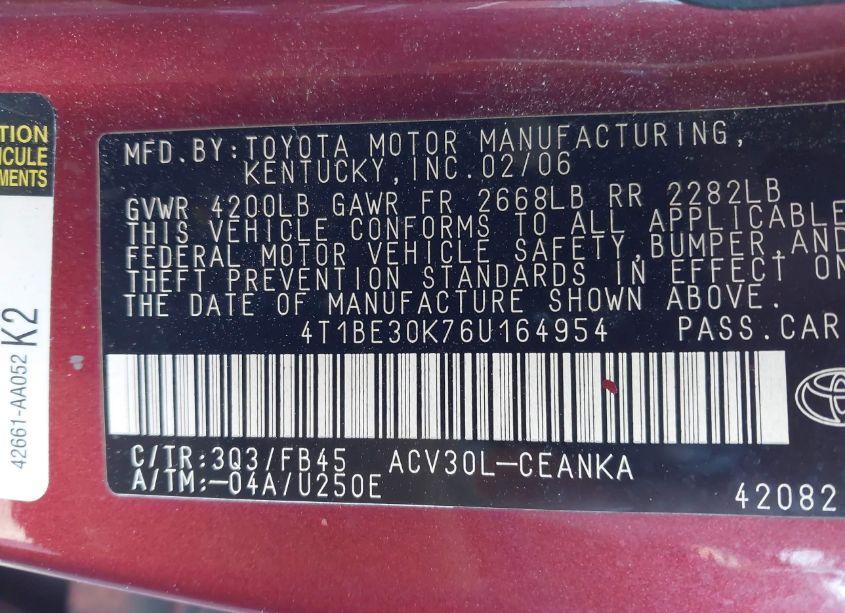 TION
HICULE
MENTS
42661-AA052 K2
MFD.BY:TOYOTA MOTOR MANUFACTURING,
KENTUCKY,INC.02/06
GVWR 4200LB GAWR FR 2668LB RR 2282LB
THIS VEHICLE CONFORMS TO ALL APPLICABLE
FEDERAL MOTOR VEHICLE SAFETY,BUMPER,AND
THEFT PREVENTION STANDARDS IN EFFECT ON
THE DATE OF MANUFACTURE SHOWN ABOVE.
4T1BE30K76U164954 PASS.CAR
C/TR:3Q3/FB45 ACV30L-CEANKA
A/TM:-04A/U250E
42082